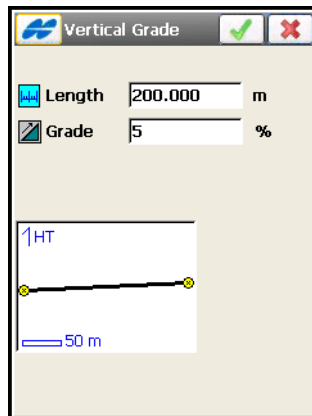 Vertical Grade
Length 200.000 m
Grade 5 %
HT
50 m